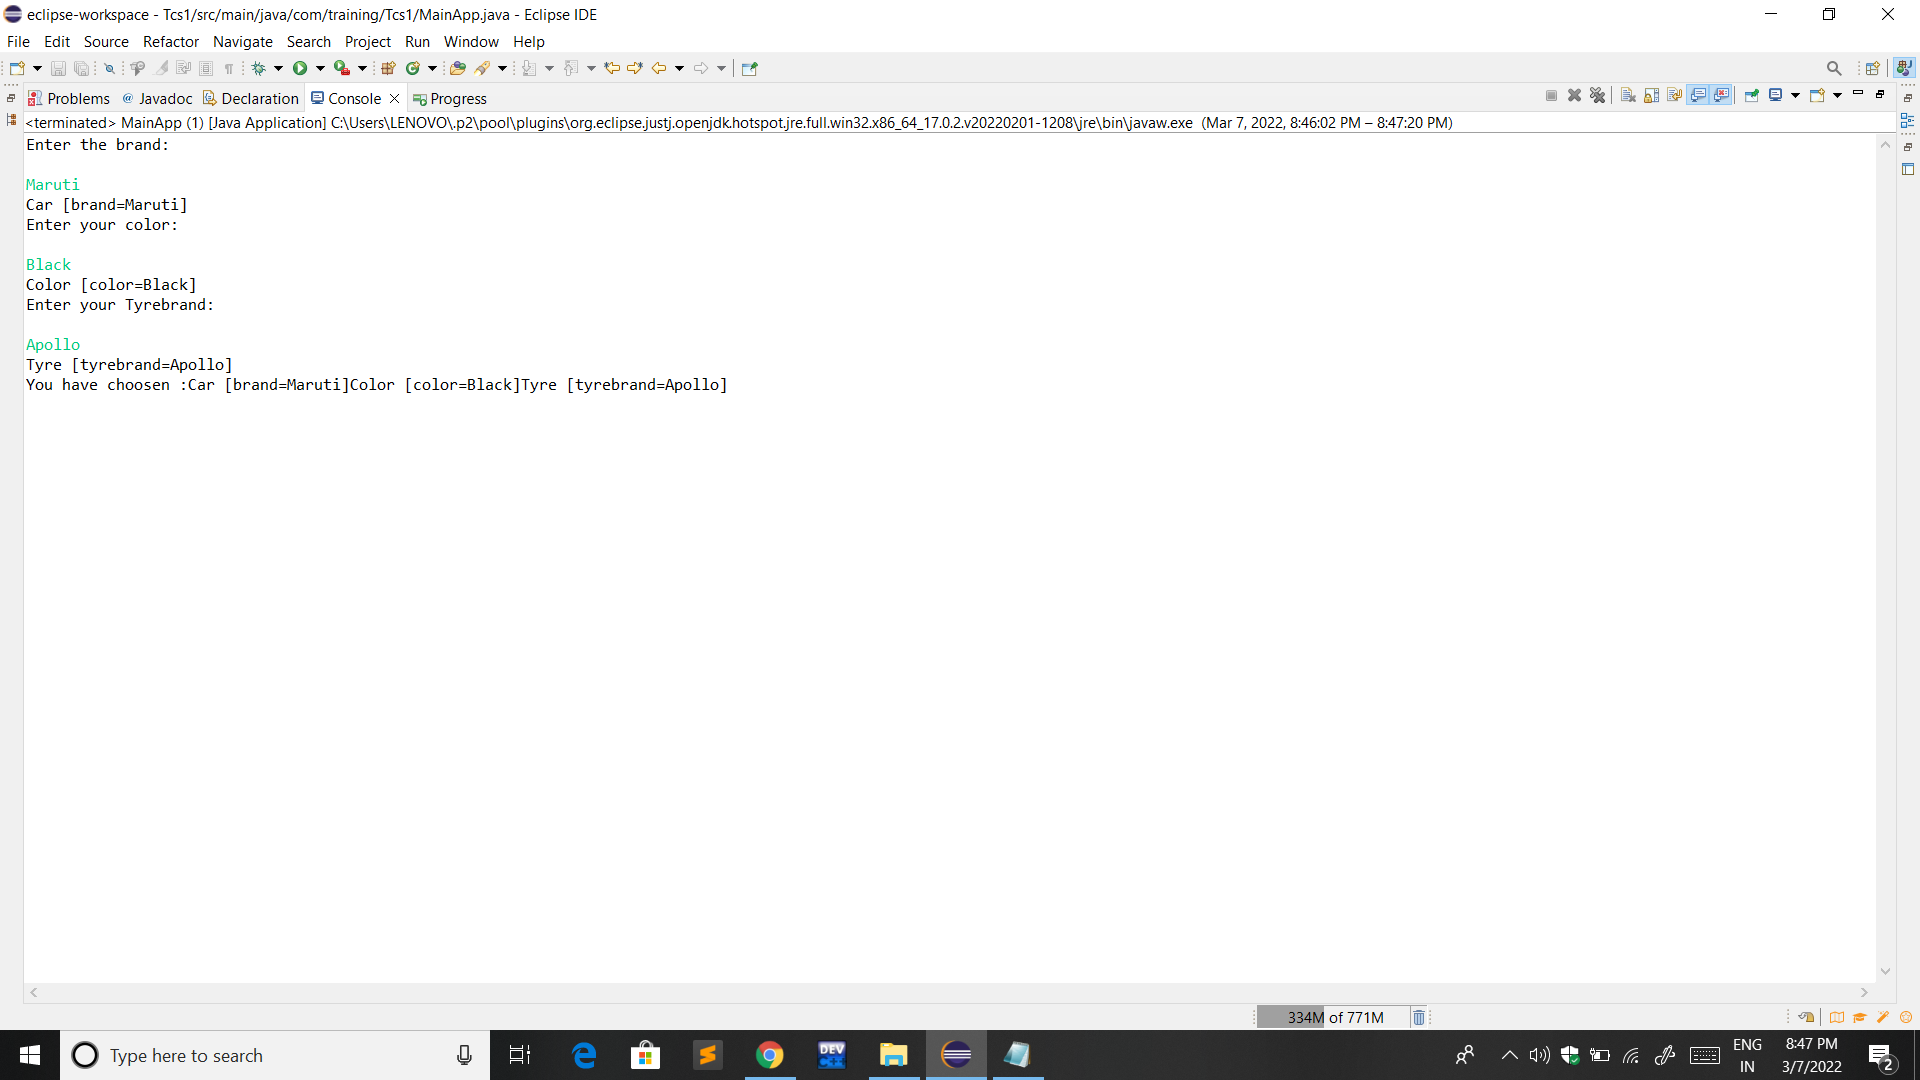 eclipse-workspace - Tcs1/src/main/java/com/training/Tcs1/MainApp.java - Eclipse IDE
File Edit Source Refactor Navigate Search Project Run Window Help
Problems Javadoc Declaration Console Progress
<terminated> MainApp (1) [Java Application] C:\Users\LENOVO\.p2\pool\plugins\org.eclipse.justj.openjdk.hotspot.jre.full.win32.x86_64_17.0.2.v20220201-1208\jre\bin\javaw.exe (Mar 7, 2022, 8:46:02 PM – 8:47:20 PM)
Enter the brand:
Maruti
Car [brand=Maruti]
Enter your color:
Black
Color [color=Black]
Enter your Tyrebrand:
Apollo
Tyre [tyrebrand=Apollo]
You have choosen :Car [brand=Maruti]Color [color=Black]Tyre [tyrebrand=Apollo]
334M of 771M
Type here to search
DEV C++
ENG
IN
8:47 PM
3/7/2022
2